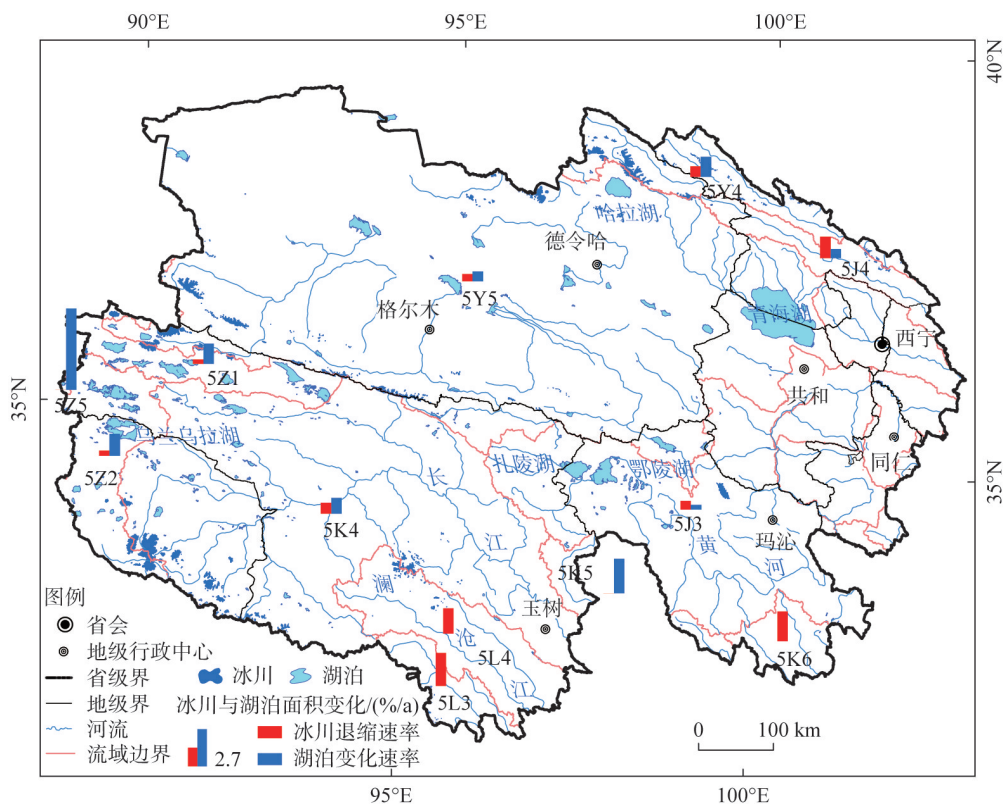 90°E
95°E
100°E
40°N
5Y4
哈拉湖
德令哈
5J4
5Y5
格尔木
青海湖
西宁
5Z1
共和
35°N
5Z5
乌兰乌拉湖
同仁
5Z2
扎陵湖
鄂陵湖
长
35°N
5K4
5J3
玛沁
江
黄
河
澜
5K5
图例
省会
玉树
沧
地级行政中心
5L4
5K6
省级界
冰川
湖泊
江
5L3
地级界
冰川与湖泊面积变化/(%/a)
河流
冰川退缩速率
流域边界
2.7
湖泊变化速率
0 100 km
95°E
100°E